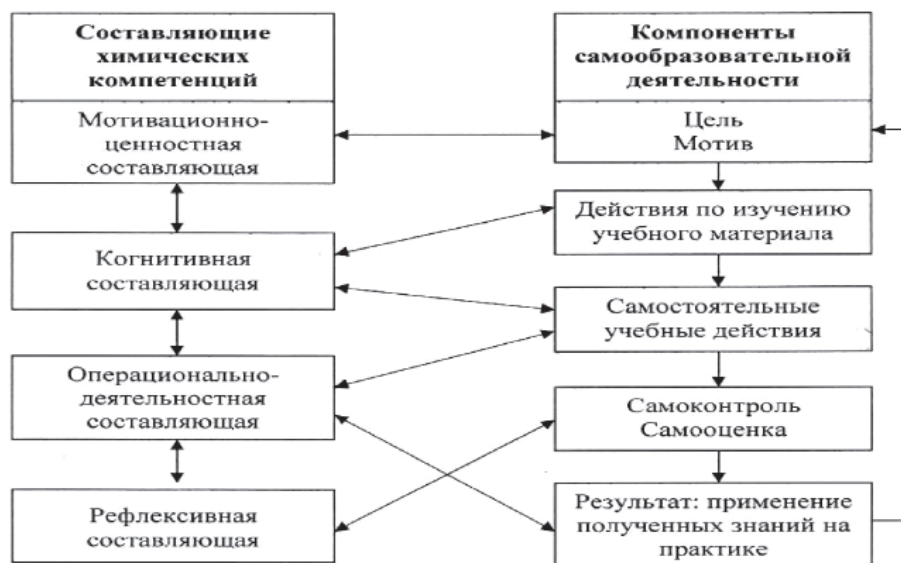 Составляющие
химических
компетенций
Мотивационно-
ценностная
составляющая
Когнитивная
составляющая
Операционально-
деятельностная
составляющая
Рефлексивная
составляющая
Компоненты
самообразовательной
деятельности
Цель
Мотив
Действия по изучению
учебного материала
Самостоятельные
учебные действия
Самоконтроль
Самооценка
Результат: применение
полученных знаний на
практике